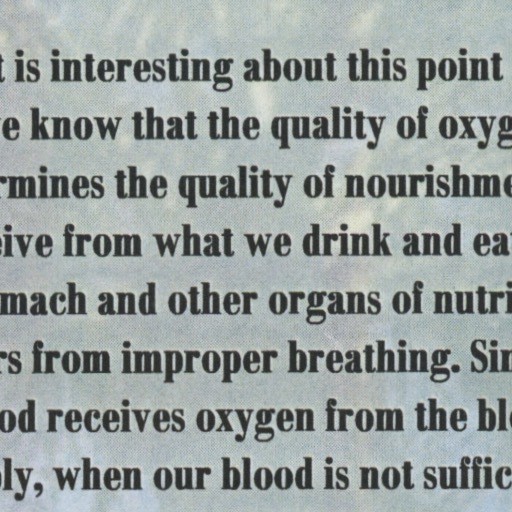 t is interesting about this point
e know that the quality of oxyg
rmines the quality of nourishme
eive from what we drink and ea
mach and other organs of nutri
rs from improper breathing. Sin
od receives oxygen from the blo
ly, when our blood is not suffic